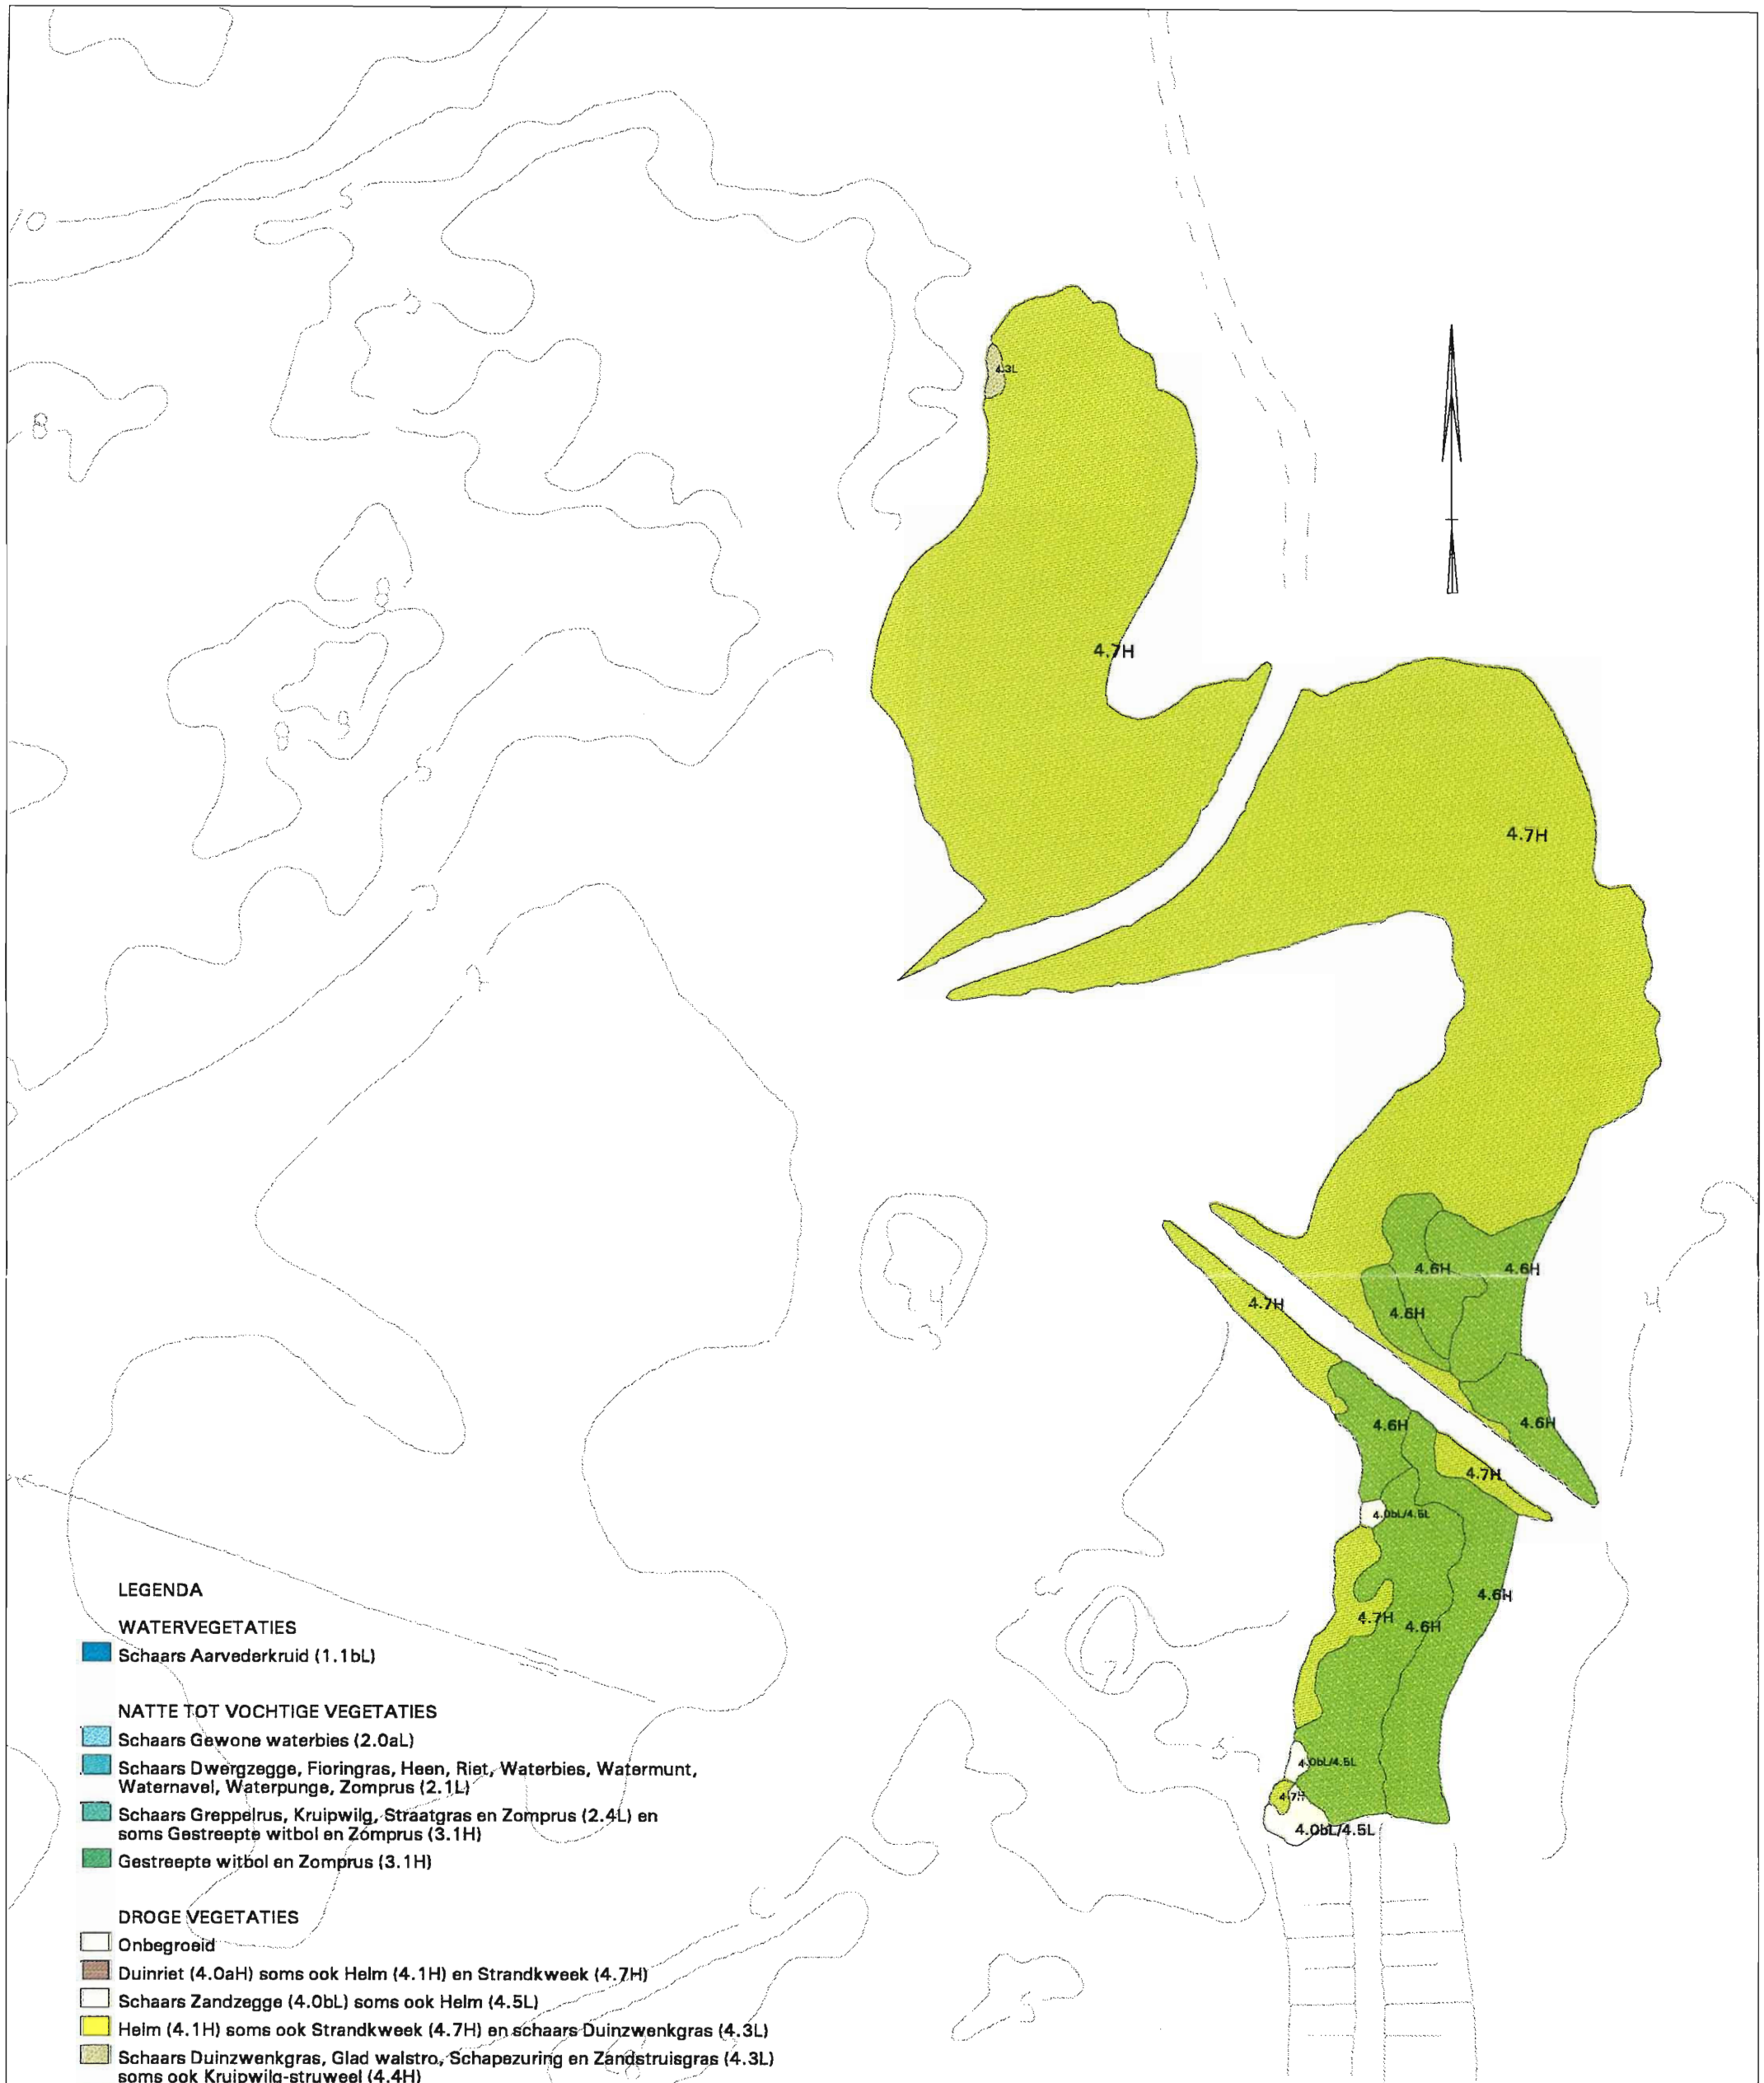 10
5
5
8
8
9
8
5
4.3L
4.7H
4.7H
4.6H
4.6H
4.6H
4.7H
4
4
3
4.6H
4.6H
4.7H
4.0bL/4.5L
4.6H
4.7H
4.6H
2
5
4.0bL/4.5L
4.7H
4.0bL/4.5L
LEGENDA
WATERVEGETATIES
Schaars Aarvederkruid (1.1bL)
NATTE TOT VOCHTIGE VEGETATIES
Schaars Gewone waterbies (2.0aL)
Schaars Dwergzegge, Fioringras, Heen, Riet, Waterbies, Watermunt,
Waternavel, Waterpunge, Zomprus (2.1L)
Schaars Greppelrus, Kruipwilg, Straatgras en Zomprus (2.4L) en
soms Gestreepte witbol en Zomprus (3.1H)
Gestreepte witbol en Zomprus (3.1H)
DROGE VEGETATIES
Onbegroeid
Duinriet (4.0aH) soms ook Helm (4.1H) en Strandkweek (4.7H)
Schaars Zandzegge (4.0bL) soms ook Helm (4.5L)
Helm (4.1H) soms ook Strandkweek (4.7H) en schaars Duinzwenkgras (4.3L)
Schaars Duinzwenkgras, Glad walstro, Schapezuring en Zandstruisgras (4.3L)
soms ook Kruipwilg-struweel (4.4H)